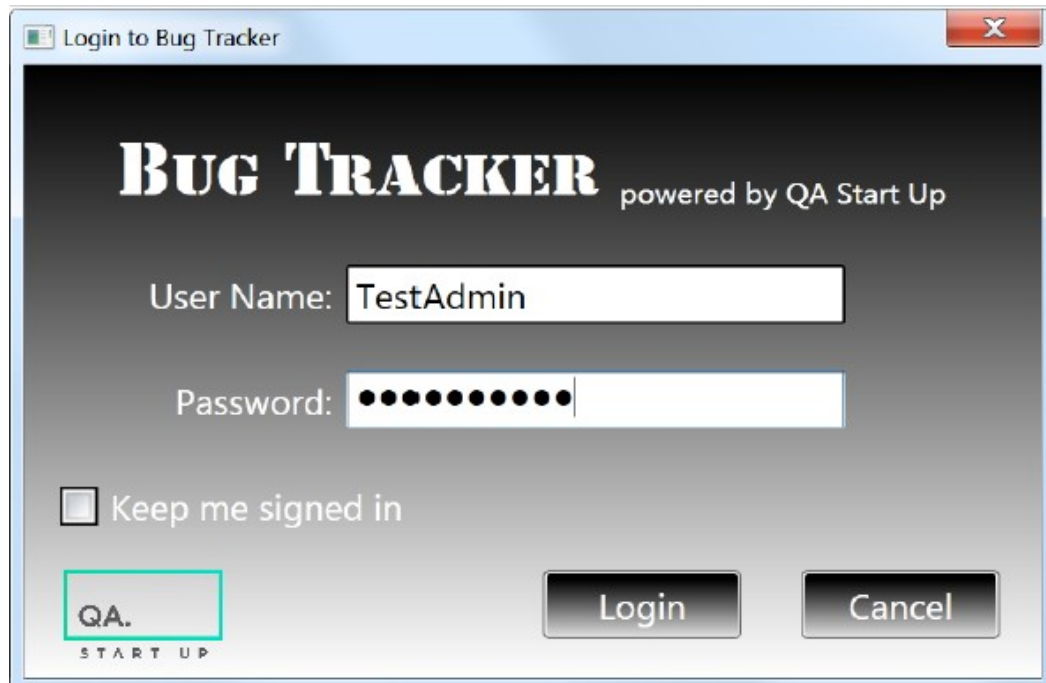 Login to Bug Tracker
BUG TRACKER powered by QA Start Up
User Name: TestAdmin
Password: ●●●●●●●●●●
Keep me signed in
QA.
START UP
Login Cancel